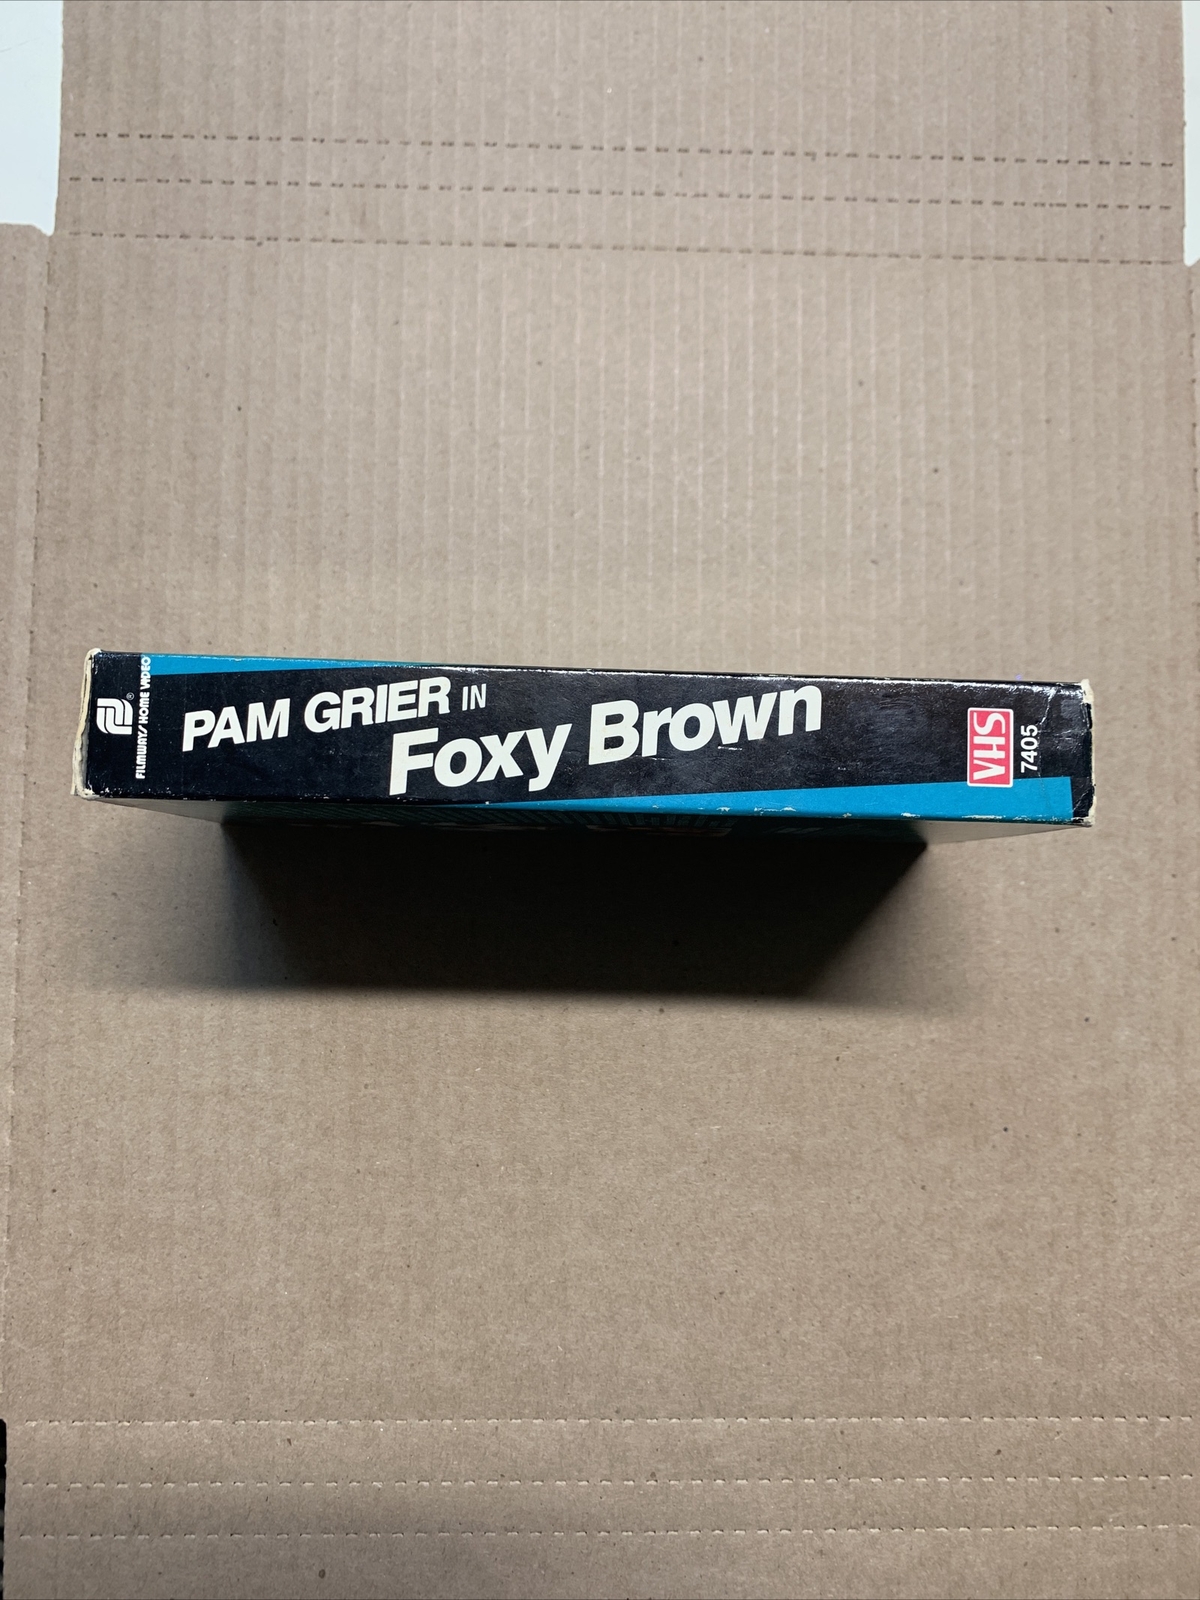 ®
FILMWAYS HOME VIDEO
PAM GRIER IN
Foxy Brown
VHS
7405